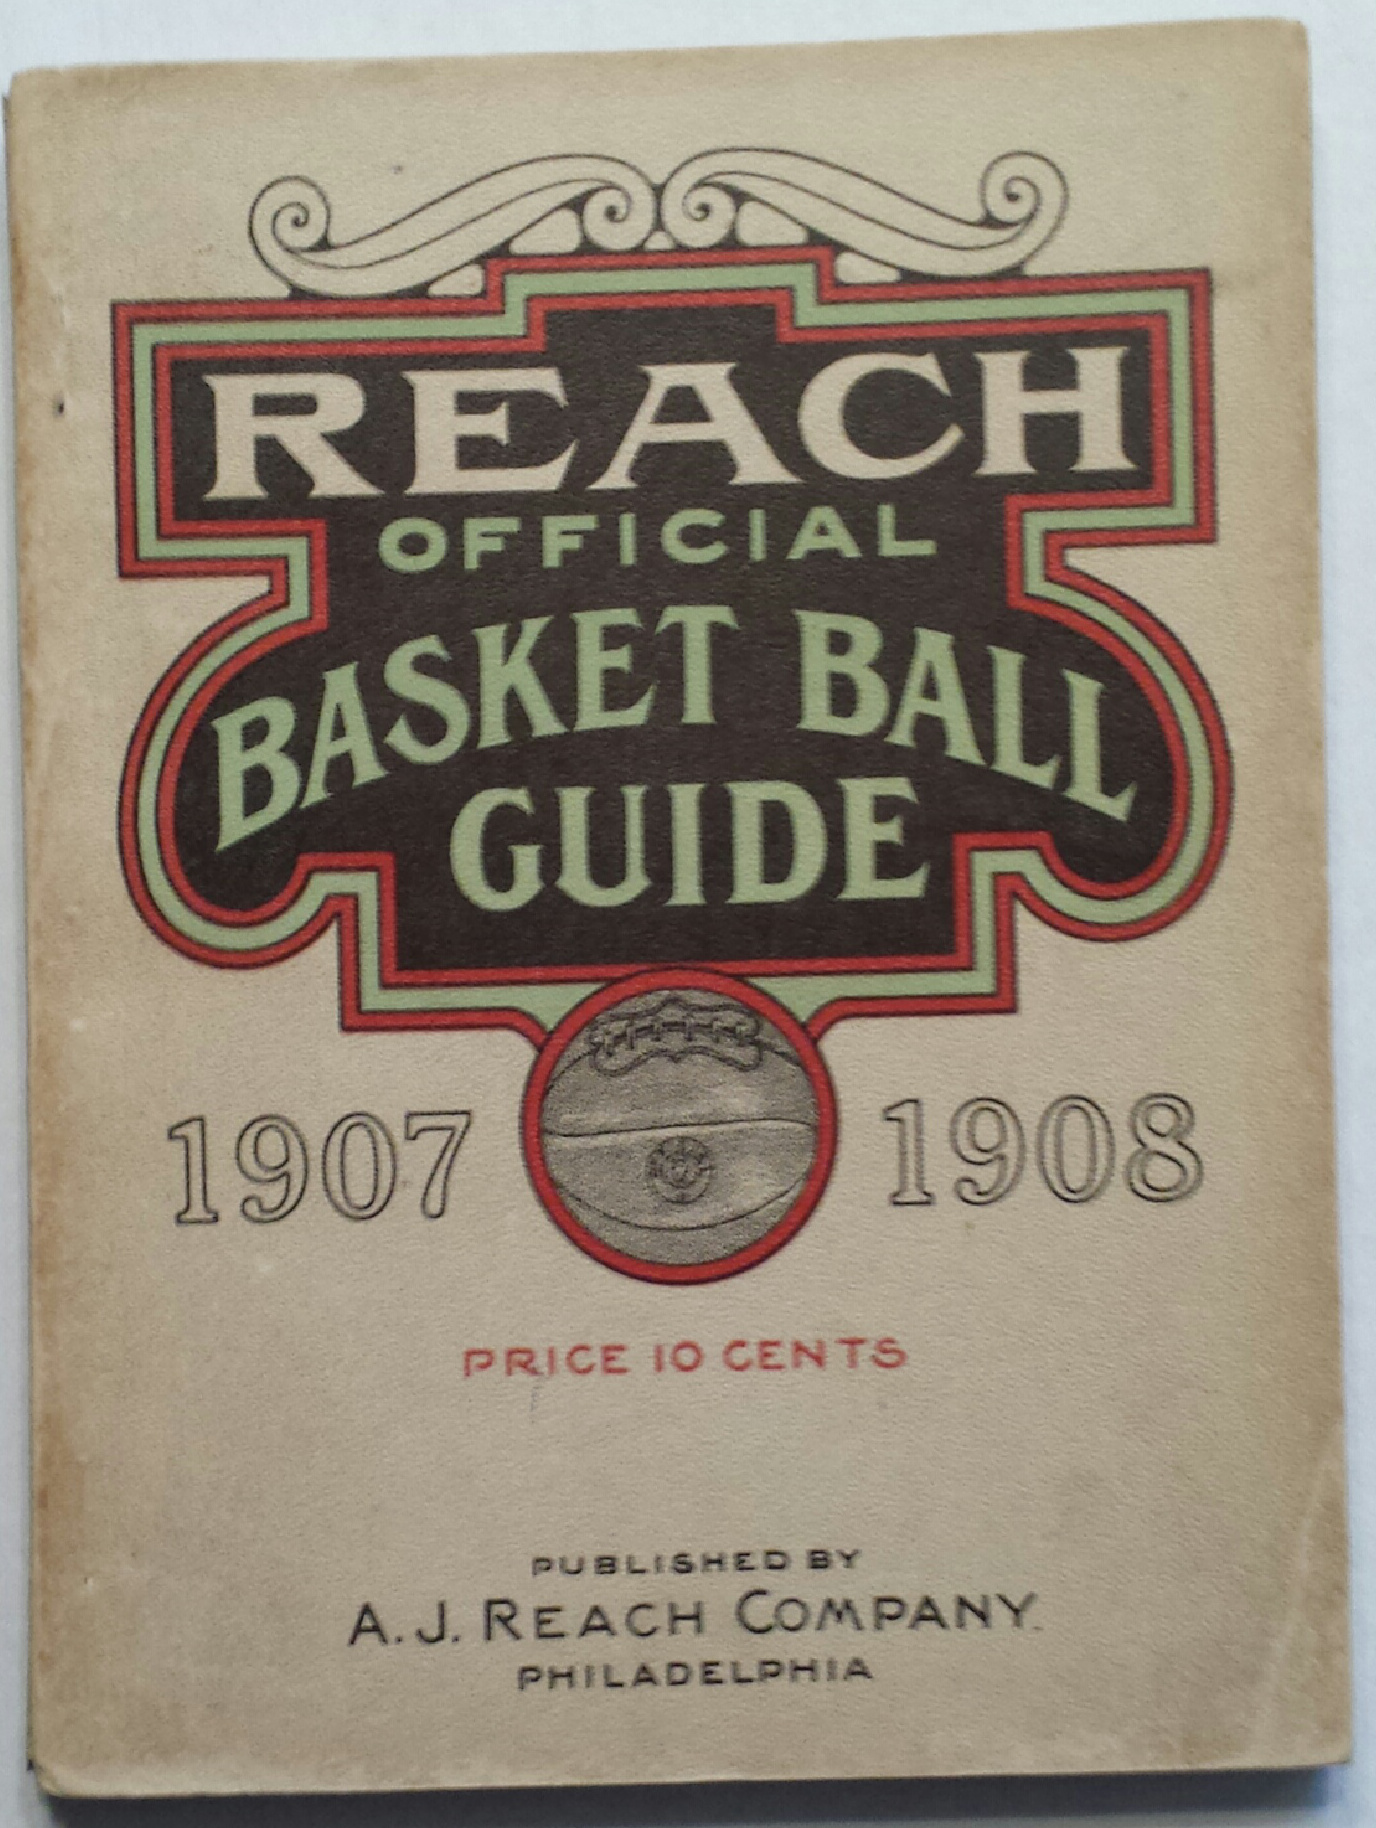 REACH
OFFICIAL
BASKET BALL
GUIDE
1907 1908
PRICE 10 CENTS
PUBLISHED BY
A. J. REACH COMPANY.
PHILADELPHIA